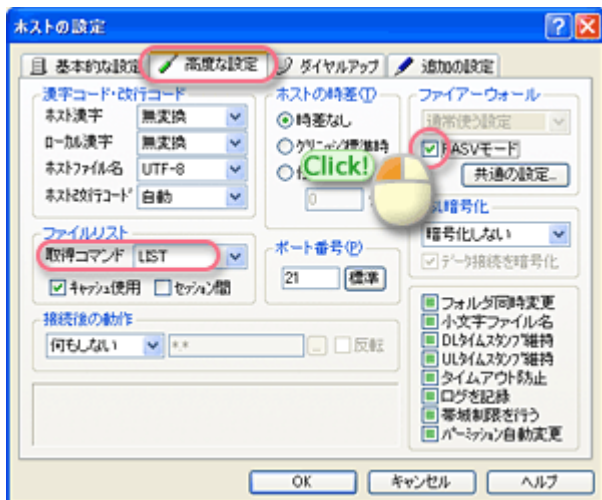 ホストの設定
基本的な設定 高度な設定 ダイヤルアップ 追加の設定
漢字コード・改行コード
ホスト漢字 無変換
ローカル漢字 無変換
ホストファイル名 UTF-8
ホスト改行コード 自動
ファイルリスト
取得コマンド LIST
キャッシュ使用 セッション間
接続後の動作
何もしない *.* ... 反転
ホストの時差(T)
時差なし
Click!
0
ポート番号(P)
21 標準
ファイアーウォール
通常使う設定
PASVモード
共通の設定...
暗号化
暗号化しない
データ接続を暗号化
フォルダ同時変更
小文字ファイル名
DLタイムスタンプ維持
ULタイムスタンプ維持
タイムアウト防止
ログを記録
帯域制限を行う
パーミッション自動変更
OK キャンセル ヘルプ